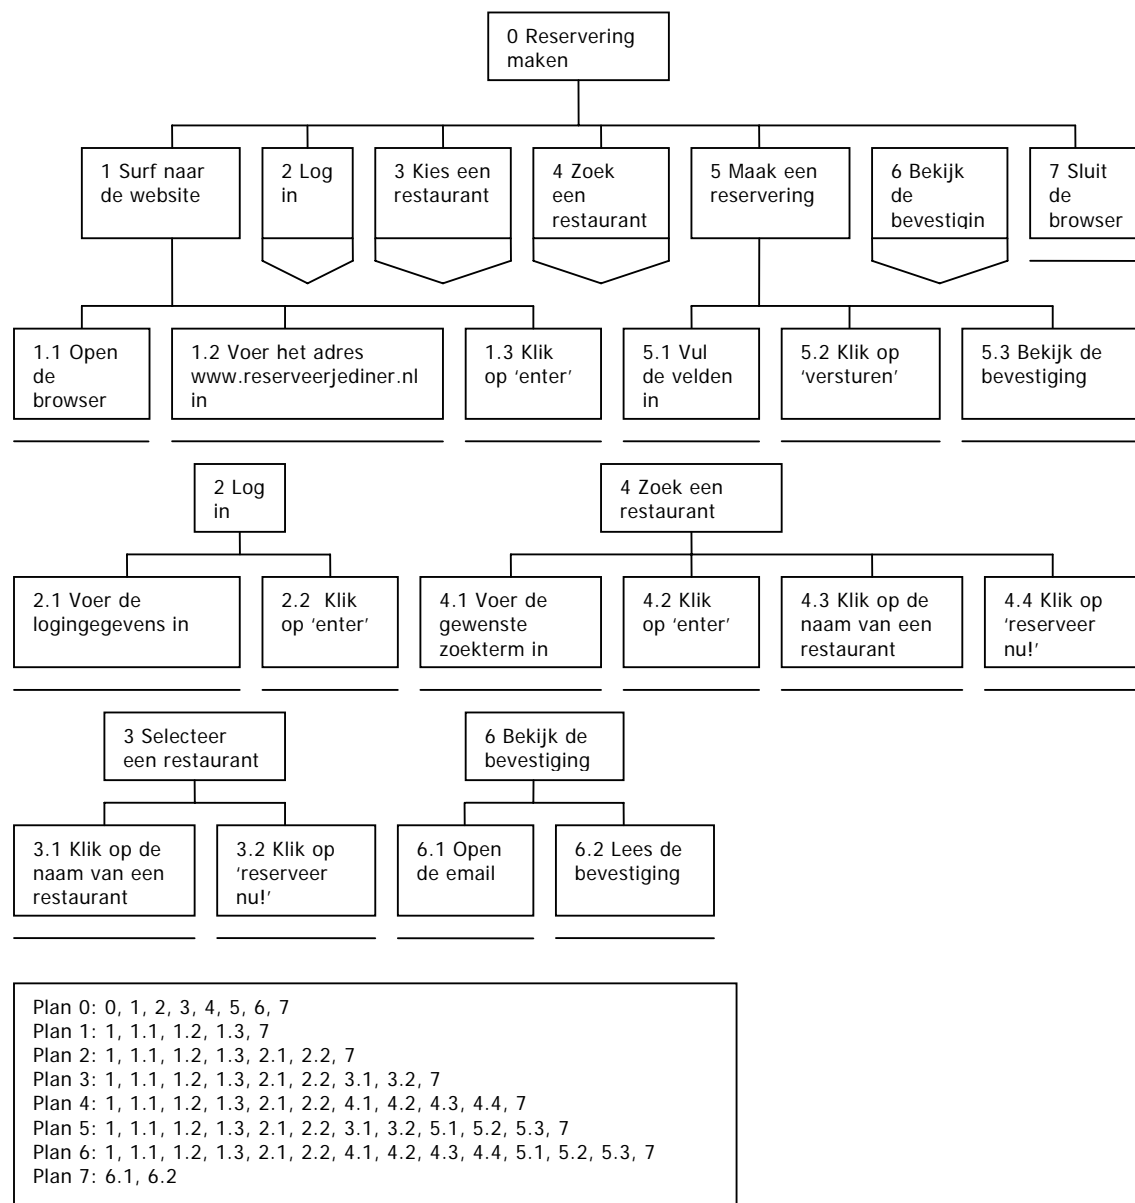 0 Reservering
maken
1 Surf naar
de website
2 Log
in
3 Kies een
restaurant
4 Zoek
een
restaurant
5 Maak een
reservering
6 Bekijk
de
bevestigin
7 Sluit
de
browser
1.1 Open
de
browser
1.2 Voer het adres
www.reserveerjediner.nl
in
1.3 Klik
op ‘enter’
5.1 Vul
de velden
in
5.2 Klik op
‘versturen’
5.3 Bekijk de
bevestiging
2 Log
in
4 Zoek een
restaurant
2.1 Voer de
logingegevens in
2.2 Klik
op ‘enter’
4.1 Voer de
gewenste
zoekterm in
4.2 Klik
op ‘enter’
4.3 Klik op de
naam van een
restaurant
4.4 Klik op
‘reserveer
nu!’
3 Selecteer
een restaurant
6 Bekijk de
bevestiging
3.1 Klik op de
naam van een
restaurant
3.2 Klik op
‘reserveer
nu!’
6.1 Open
de email
6.2 Lees de
bevestiging
Plan 0: 0, 1, 2, 3, 4, 5, 6, 7
Plan 1: 1, 1.1, 1.2, 1.3, 7
Plan 2: 1, 1.1, 1.2, 1.3, 2.1, 2.2, 7
Plan 3: 1, 1.1, 1.2, 1.3, 2.1, 2.2, 3.1, 3.2, 7
Plan 4: 1, 1.1, 1.2, 1.3, 2.1, 2.2, 4.1, 4.2, 4.3, 4.4, 7
Plan 5: 1, 1.1, 1.2, 1.3, 2.1, 2.2, 3.1, 3.2, 5.1, 5.2, 5.3, 7
Plan 6: 1, 1.1, 1.2, 1.3, 2.1, 2.2, 4.1, 4.2, 4.3, 4.4, 5.1, 5.2, 5.3, 7
Plan 7: 6.1, 6.2